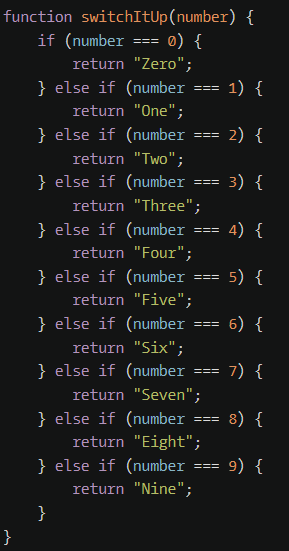 function switchItUp(number) {
    if (number === 0) {
        return "Zero";
    } else if (number === 1) {
        return "One";
    } else if (number === 2) {
        return "Two";
    } else if (number === 3) {
        return "Three";
    } else if (number === 4) {
        return "Four";
    } else if (number === 5) {
        return "Five";
    } else if (number === 6) {
        return "Six";
    } else if (number === 7) {
        return "Seven";
    } else if (number === 8) {
        return "Eight";
    } else if (number === 9) {
        return "Nine";
    }
}